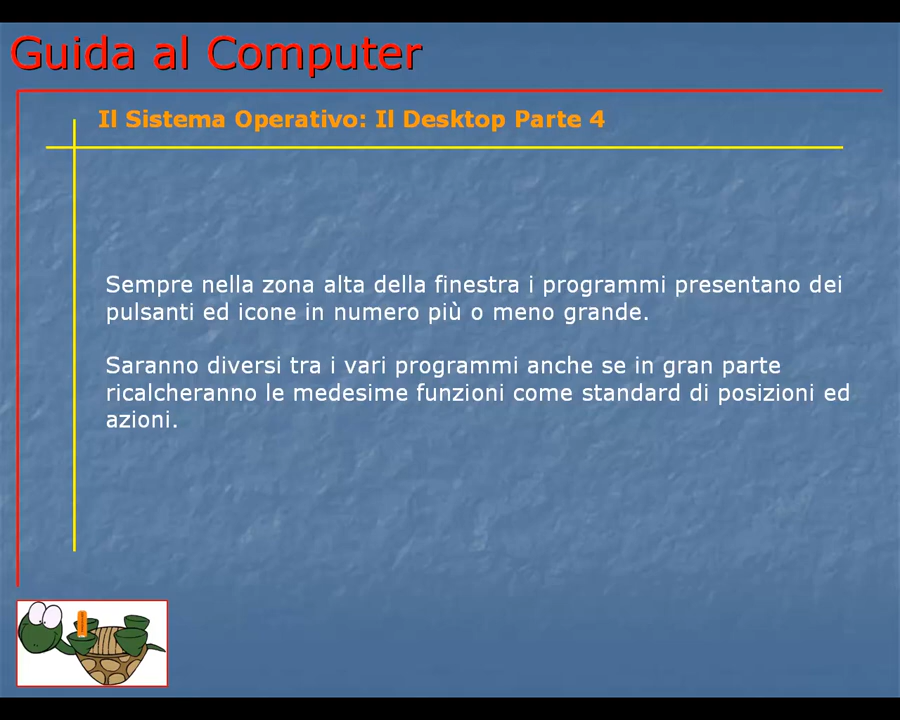 Guida al Computer
Il Sistema Operativo: Il Desktop Parte 4
Sempre nella zona alta della finestra i programmi presentano dei
pulsanti ed icone in numero più o meno grande.
Saranno diversi tra i vari programmi anche se in gran parte
ricalcheranno le medesime funzioni come standard di posizioni ed
azioni.